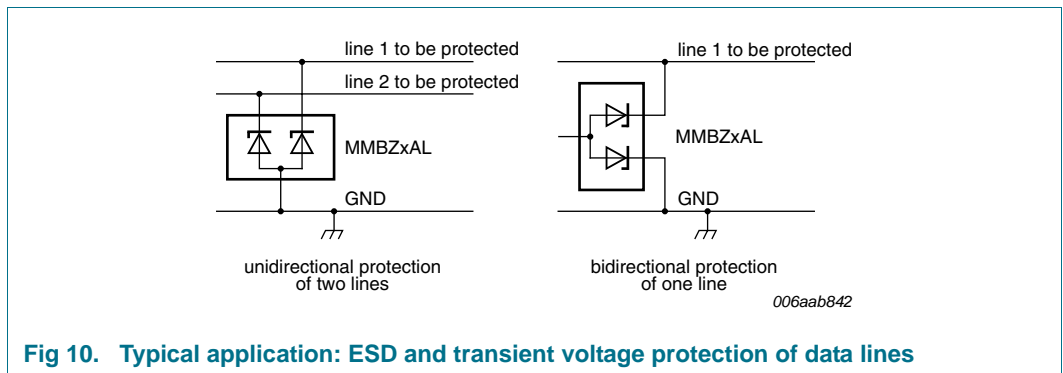 line 1 to be protected
line 2 to be protected
MMBZxAL
GND
unidirectional protection
of two lines
line 1 to be protected
MMBZxAL
GND
bidirectional protection
of one line
006aab842
Fig 10. Typical application: ESD and transient voltage protection of data lines